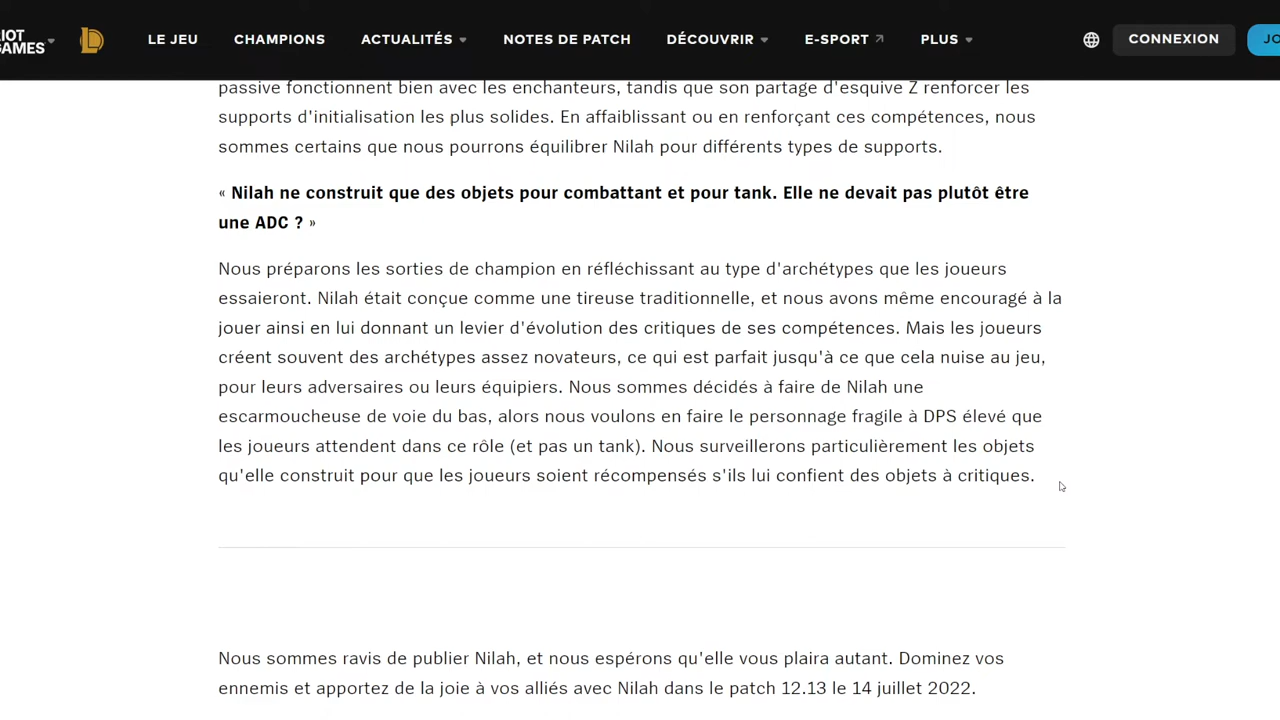 RIOT
GAMES
LE JEU
CHAMPIONS
ACTUALITÉS
NOTES DE PATCH
DÉCOUVRIR
E-SPORT
PLUS
CONNEXION
JO
passive fonctionnent bien avec les enchanteurs, tandis que son partage d'esquive Z renforcer les
supports d'initialisation les plus solides. En affaiblissant ou en renforçant ces compétences, nous
sommes certains que nous pourrons équilibrer Nilah pour différents types de supports.
« Nilah ne construit que des objets pour combattant et pour tank. Elle ne devait pas plutôt être
une ADC ? »
Nous préparons les sorties de champion en réfléchissant au type d'archétypes que les joueurs
essaieront. Nilah était conçue comme une tireuse traditionnelle, et nous avons même encouragé à la
jouer ainsi en lui donnant un levier d'évolution des critiques de ses compétences. Mais les joueurs
créent souvent des archétypes assez novateurs, ce qui est parfait jusqu'à ce que cela nuise au jeu,
pour leurs adversaires ou leurs équipiers. Nous sommes décidés à faire de Nilah une
escarmoucheuse de voie du bas, alors nous voulons en faire le personnage fragile à DPS élevé que
les joueurs attendent dans ce rôle (et pas un tank). Nous surveillerons particulièrement les objets
qu'elle construit pour que les joueurs soient récompensés s'ils lui confient des objets à critiques.
Nous sommes ravis de publier Nilah, et nous espérons qu'elle vous plaira autant. Dominez vos
ennemis et apportez de la joie à vos alliés avec Nilah dans le patch 12.13 le 14 juillet 2022.